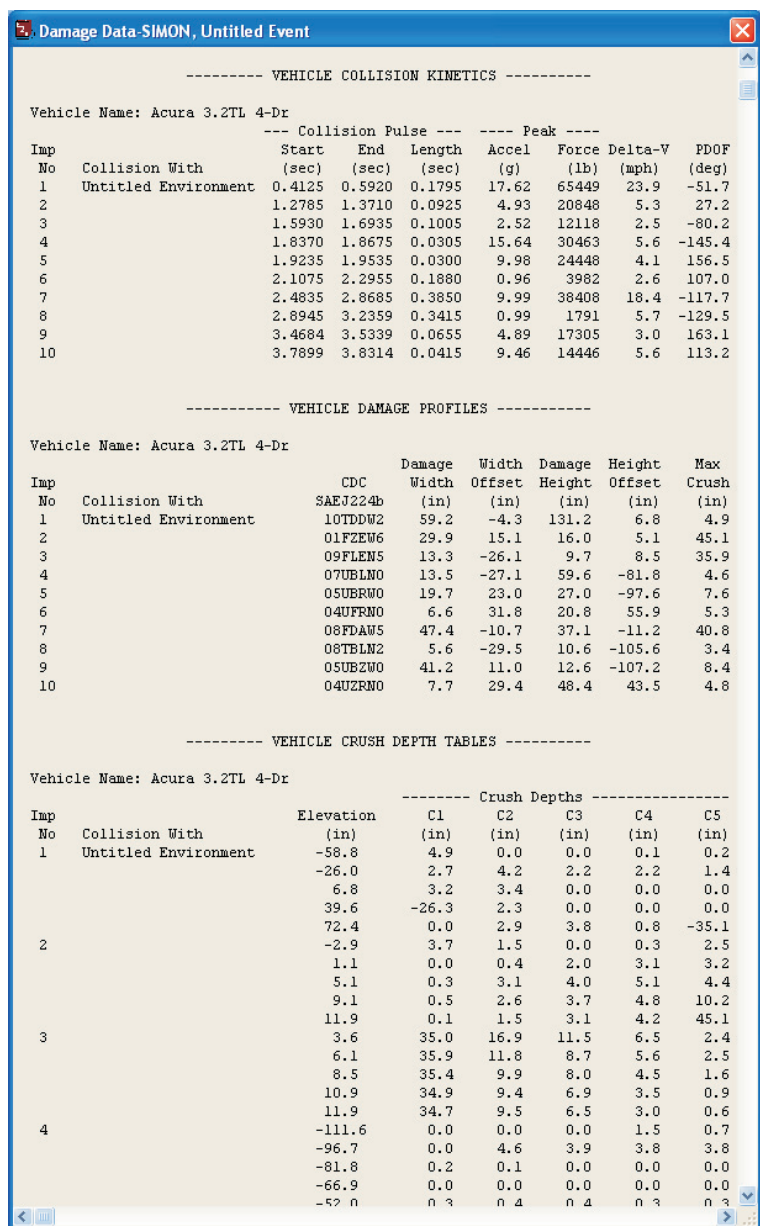 Damage Data-SIMON, Untitled Event
--------- VEHICLE COLLISION KINETICS ----------
Vehicle Name: Acura 3.2TL 4-Dr
--- Collision Pulse --- ---- Peak ----
Imp Start End Length Accel Force Delta-V PDOF
No Collision With (sec) (sec) (sec) (g) (lb) (mph) (deg)
1 Untitled Environment 0.4125 0.5920 0.1795 17.62 65449 23.9 -51.7
2 1.2785 1.3710 0.0925 4.93 20848 5.3 27.2
3 1.5930 1.6935 0.1005 2.52 12118 2.5 -80.2
4 1.8370 1.8675 0.0305 15.64 30463 5.6 -145.4
5 1.9235 1.9535 0.0300 9.98 24448 4.1 156.5
6 2.1075 2.2955 0.1880 0.96 3982 2.6 107.0
7 2.4835 2.8685 0.3850 9.99 38408 18.4 -117.7
8 2.8945 3.2359 0.3415 0.99 1791 5.7 -129.5
9 3.4684 3.5339 0.0655 4.89 17305 3.0 163.1
10 3.7899 3.8314 0.0415 9.46 14446 5.6 113.2
----------- VEHICLE DAMAGE PROFILES -----------
Vehicle Name: Acura 3.2TL 4-Dr
Damage Width Damage Height Max
Imp CDC Width Offset Height Offset Crush
No Collision With SAEJ224b (in) (in) (in) (in) (in)
1 Untitled Environment 10TDDW2 59.2 -4.3 131.2 6.8 4.9
2 01FZEW6 29.9 15.1 16.0 5.1 45.1
3 09FLEN5 13.3 -26.1 9.7 8.5 35.9
4 07UBLN0 13.5 -27.1 59.6 -81.8 4.6
5 05UBRW0 19.7 23.0 27.0 -97.6 7.6
6 04UFRN0 6.6 31.8 20.8 55.9 5.3
7 08FDAW5 47.4 -10.7 37.1 -11.2 40.8
8 08TBLN2 5.6 -29.5 10.6 -105.6 3.4
9 05UBZW0 41.2 11.0 12.6 -107.2 8.4
10 04UZRN0 7.7 29.4 48.4 43.5 4.8
--------- VEHICLE CRUSH DEPTH TABLES ----------
Vehicle Name: Acura 3.2TL 4-Dr
-------- Crush Depths ----------------
Imp Elevation C1 C2 C3 C4 C5
No Collision With (in) (in) (in) (in) (in) (in)
1 Untitled Environment -58.8 4.9 0.0 0.0 0.1 0.2
-26.0 2.7 4.2 2.2 2.2 1.4
6.8 3.2 3.4 0.0 0.0 0.0
39.6 -26.3 2.3 0.0 0.0 0.0
72.4 0.0 2.9 3.8 0.8 -35.1
2 -2.9 3.7 1.5 0.0 0.3 2.5
1.1 0.0 0.4 2.0 3.1 3.2
5.1 0.3 3.1 4.0 5.1 4.4
9.1 0.5 2.6 3.7 4.8 10.2
11.9 0.1 1.5 3.1 4.2 45.1
3 3.6 35.0 16.9 11.5 6.5 2.4
6.1 35.9 11.8 8.7 5.6 2.5
8.5 35.4 9.9 8.0 4.5 1.6
10.9 34.9 9.4 6.9 3.5 0.9
11.9 34.7 9.5 6.5 3.0 0.6
4 -111.6 0.0 0.0 0.0 1.5 0.7
-96.7 0.0 4.6 3.9 3.8 3.8
-81.8 0.2 0.1 0.0 0.0 0.0
-66.9 0.0 0.0 0.0 0.0 0.0
-52.0 0.3 0.4 0.4 0.3 0.3